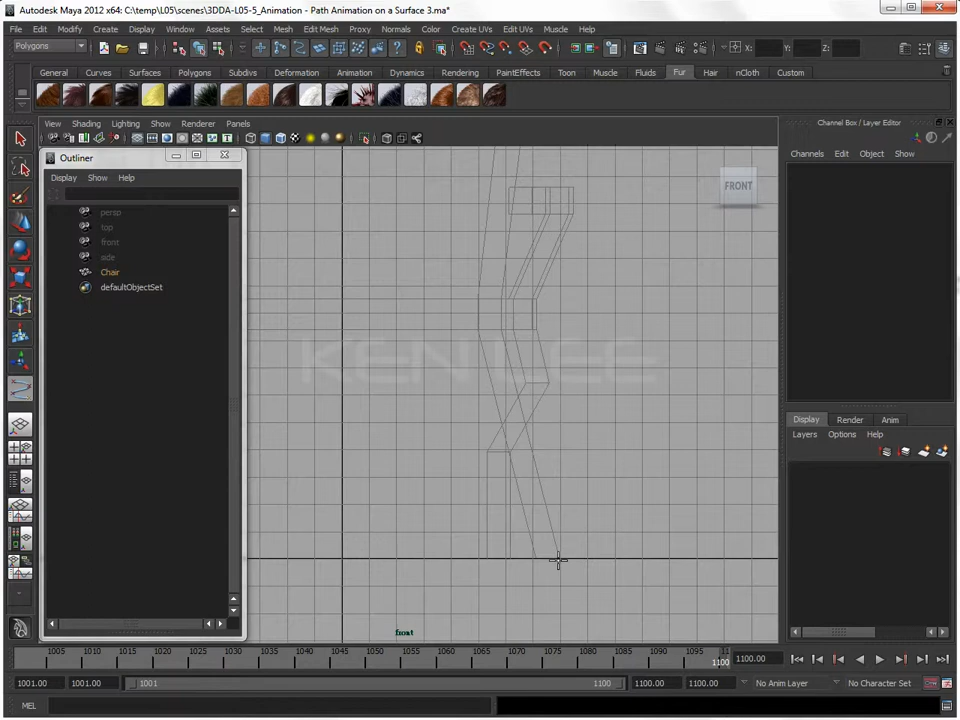 Autodesk Maya 2012 x64: C:\temp\L05\scenes\3DDA-L05-5_Animation - Path Animation on a Surface 3.ma*
File Edit Modify Create Display Window Assets Select Mesh Edit Mesh Proxy Normals Color Create UVs Edit UVs Muscle Help
Polygons X: Y: Z:
General Curves Surfaces Polygons Subdivs Deformation Animation Dynamics Rendering PaintEffects Toon Muscle Fluids Fur Hair nCloth Custom
View Shading Lighting Show Renderer Panels
Channel Box / Layer Editor
Channels Edit Object Show
Outliner
Display Show Help
persp
top
front
side
Chair
defaultObjectSet
FRONT
KEN LEE
front
Display Render Anim
Layers Options Help
1005 1010 1015 1020 1025 1030 1035 1040 1045 1050 1055 1060 1065 1070 1075 1080 1085 1090 1095 11
1100 1100.00
1001.00 1001.00 1001 1100 1100.00 1100.00 No Anim Layer No Character Set
MEL